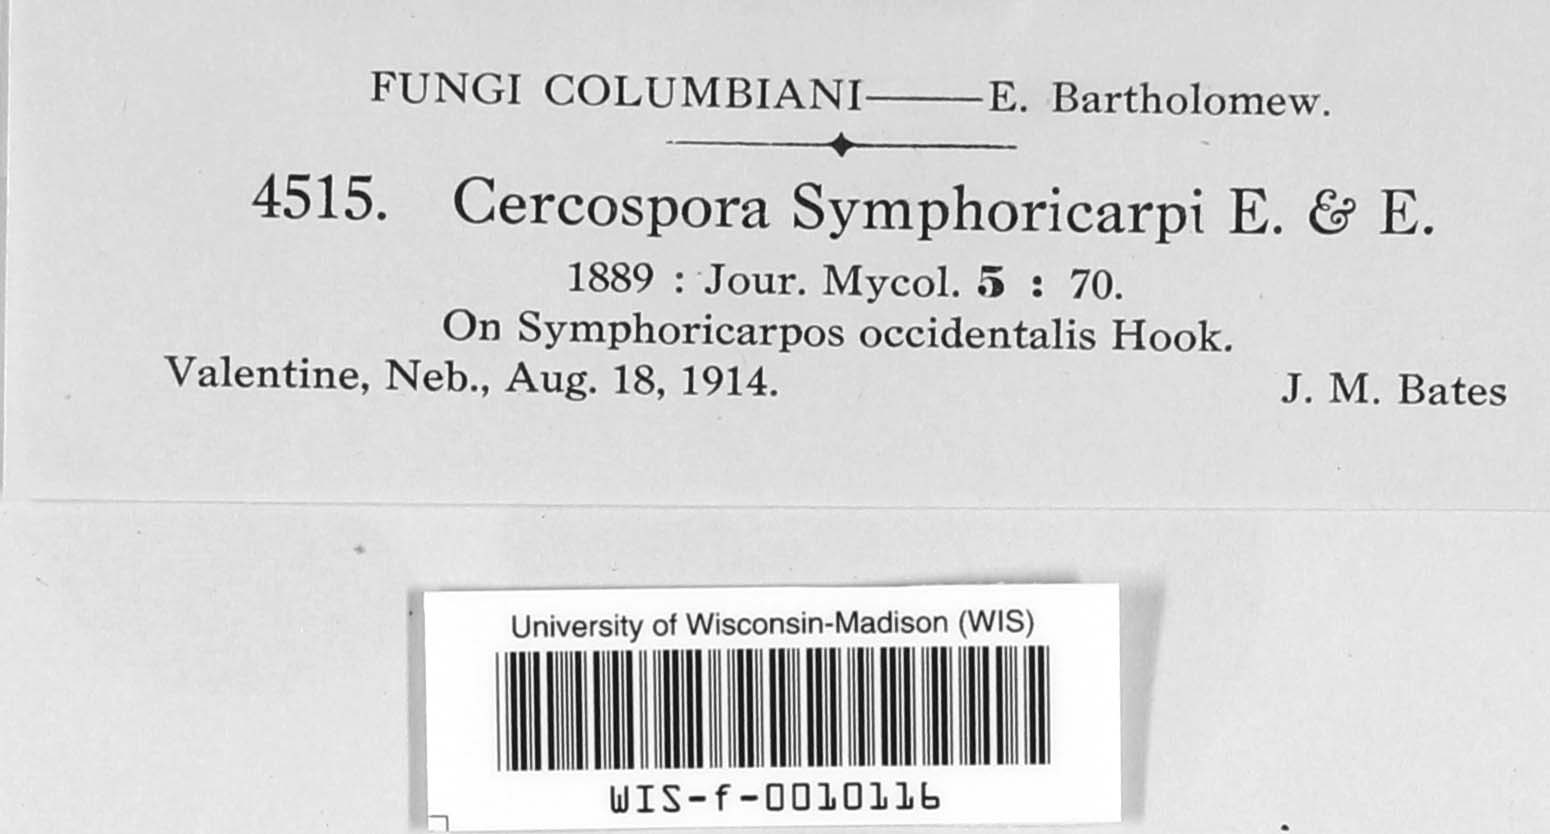 FUNGI COLUMBIANI——E. Bartholomew.
4515. Cercospora Symphoricarpi E. & E.
1889 : Jour. Mycol. 5 : 70.
On Symphoricarpos occidentalis Hook.
Valentine, Neb., Aug. 18, 1914. J. M. Bates
University of Wisconsin-Madison (WIS)
WIS-f-0010116